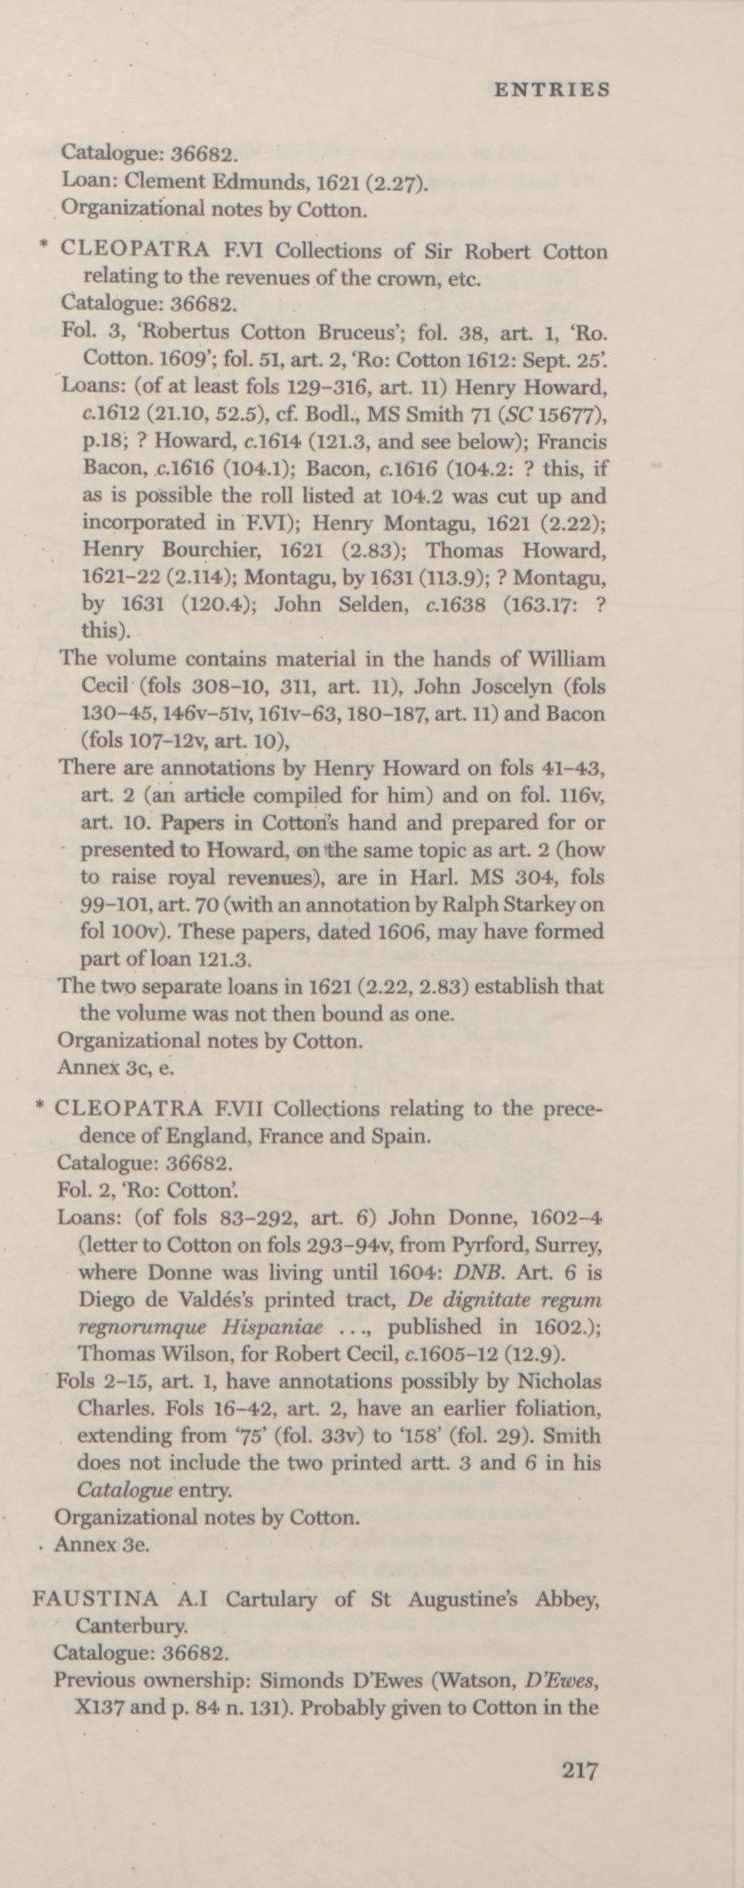 ENTRIES
Catalogue: 36682.
Loan: Clement Edmunds, 1621 (2.27).
Organizational notes by Cotton.
* CLEOPATRA F.VI Collections of Sir Robert Cotton
relating to the revenues of the crown, etc.
Catalogue: 36682.
Fol. 3, ‘Robertus Cotton Bruceus’; fol. 38, art. 1, ‘Ro.
Cotton. 1609’; fol. 51, art. 2, ‘Ro: Cotton 1612: Sept. 25’.
Loans: (of at least fols 129–316, art. 11) Henry Howard,
c.1612 (21.10, 52.5), cf. Bodl., MS Smith 71 (SC 15677),
p.18; ? Howard, c.1614 (121.3, and see below); Francis
Bacon, c.1616 (104.1); Bacon, c.1616 (104.2: ? this, if
as is possible the roll listed at 104.2 was cut up and
incorporated in F.VI); Henry Montagu, 1621 (2.22);
Henry Bourchier, 1621 (2.83); Thomas Howard,
1621–22 (2.114); Montagu, by 1631 (113.9); ? Montagu,
by 1631 (120.4); John Selden, c.1638 (163.17: ?
this).
The volume contains material in the hands of William
Cecil (fols 308–10, 311, art. 11), John Joscelyn (fols
130–45, 146v–51v, 161v–63, 180–187, art. 11) and Bacon
(fols 107–12v, art. 10),
There are annotations by Henry Howard on fols 41–43,
art. 2 (an article compiled for him) and on fol. 116v,
art. 10. Papers in Cotton’s hand and prepared for or
presented to Howard, on the same topic as art. 2 (how
to raise royal revenues), are in Harl. MS 304, fols
99–101, art. 70 (with an annotation by Ralph Starkey on
fol 100v). These papers, dated 1606, may have formed
part of loan 121.3.
The two separate loans in 1621 (2.22, 2.83) establish that
the volume was not then bound as one.
Organizational notes by Cotton.
Annex 3c, e.
* CLEOPATRA F.VII Collections relating to the prece-
dence of England, France and Spain.
Catalogue: 36682.
Fol. 2, ‘Ro: Cotton’.
Loans: (of fols 83–292, art. 6) John Donne, 1602–4
(letter to Cotton on fols 293–94v, from Pyrford, Surrey,
where Donne was living until 1604: DNB. Art. 6 is
Diego de Valdés’s printed tract, De dignitate regum
regnorumque Hispaniae ..., published in 1602.);
Thomas Wilson, for Robert Cecil, c.1605–12 (12.9).
Fols 2–15, art. 1, have annotations possibly by Nicholas
Charles. Fols 16–42, art. 2, have an earlier foliation,
extending from ‘75’ (fol. 33v) to ‘158’ (fol. 29). Smith
does not include the two printed artt. 3 and 6 in his
Catalogue entry.
Organizational notes by Cotton.
Annex 3e.
FAUSTINA A.I Cartulary of St Augustine’s Abbey,
Canterbury.
Catalogue: 36682.
Previous ownership: Simonds D’Ewes (Watson, D’Ewes,
X137 and p. 84 n. 131). Probably given to Cotton in the
217